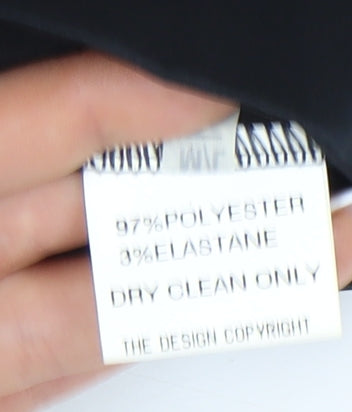 97%POLYESTER
3%ELASTANE
DRY CLEAN ONLY
THE DESIGN COPYRIGHT